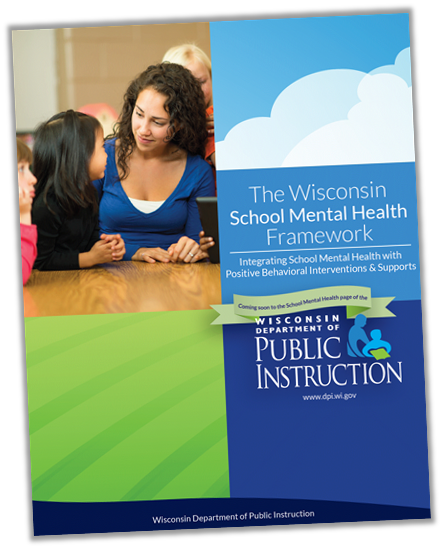 The Wisconsin
School Mental Health
Framework
Integrating School Mental Health with
Positive Behavioral Interventions & Supports
Coming soon to the School Mental Health page of the
WISCONSIN
DEPARTMENT OF
PUBLIC
INSTRUCTION
www.dpi.wi.gov
Wisconsin Department of Public Instruction